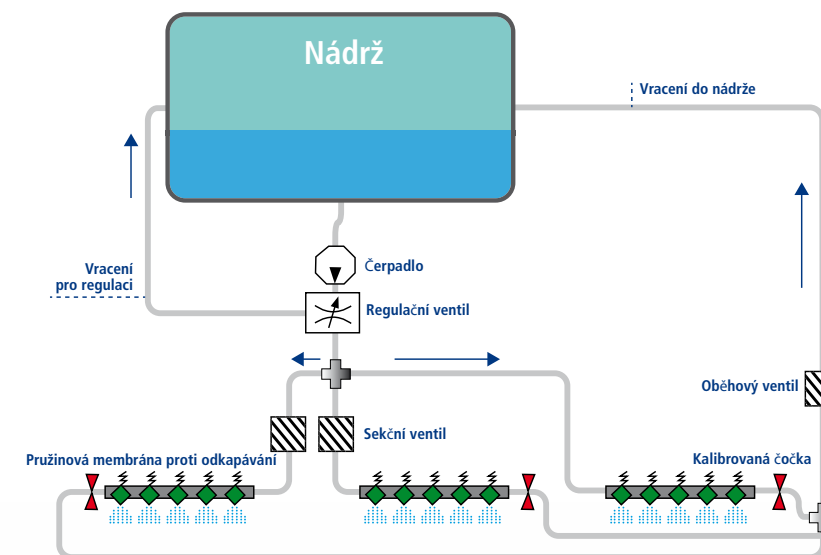 Nádrž
Vracení do nádrže
Vracení
pro regulaci
Čerpadlo
Regulační ventil
Oběhový ventil
Sekční ventil
Pružinová membrána proti odkapávání
Kalibrovaná čočka